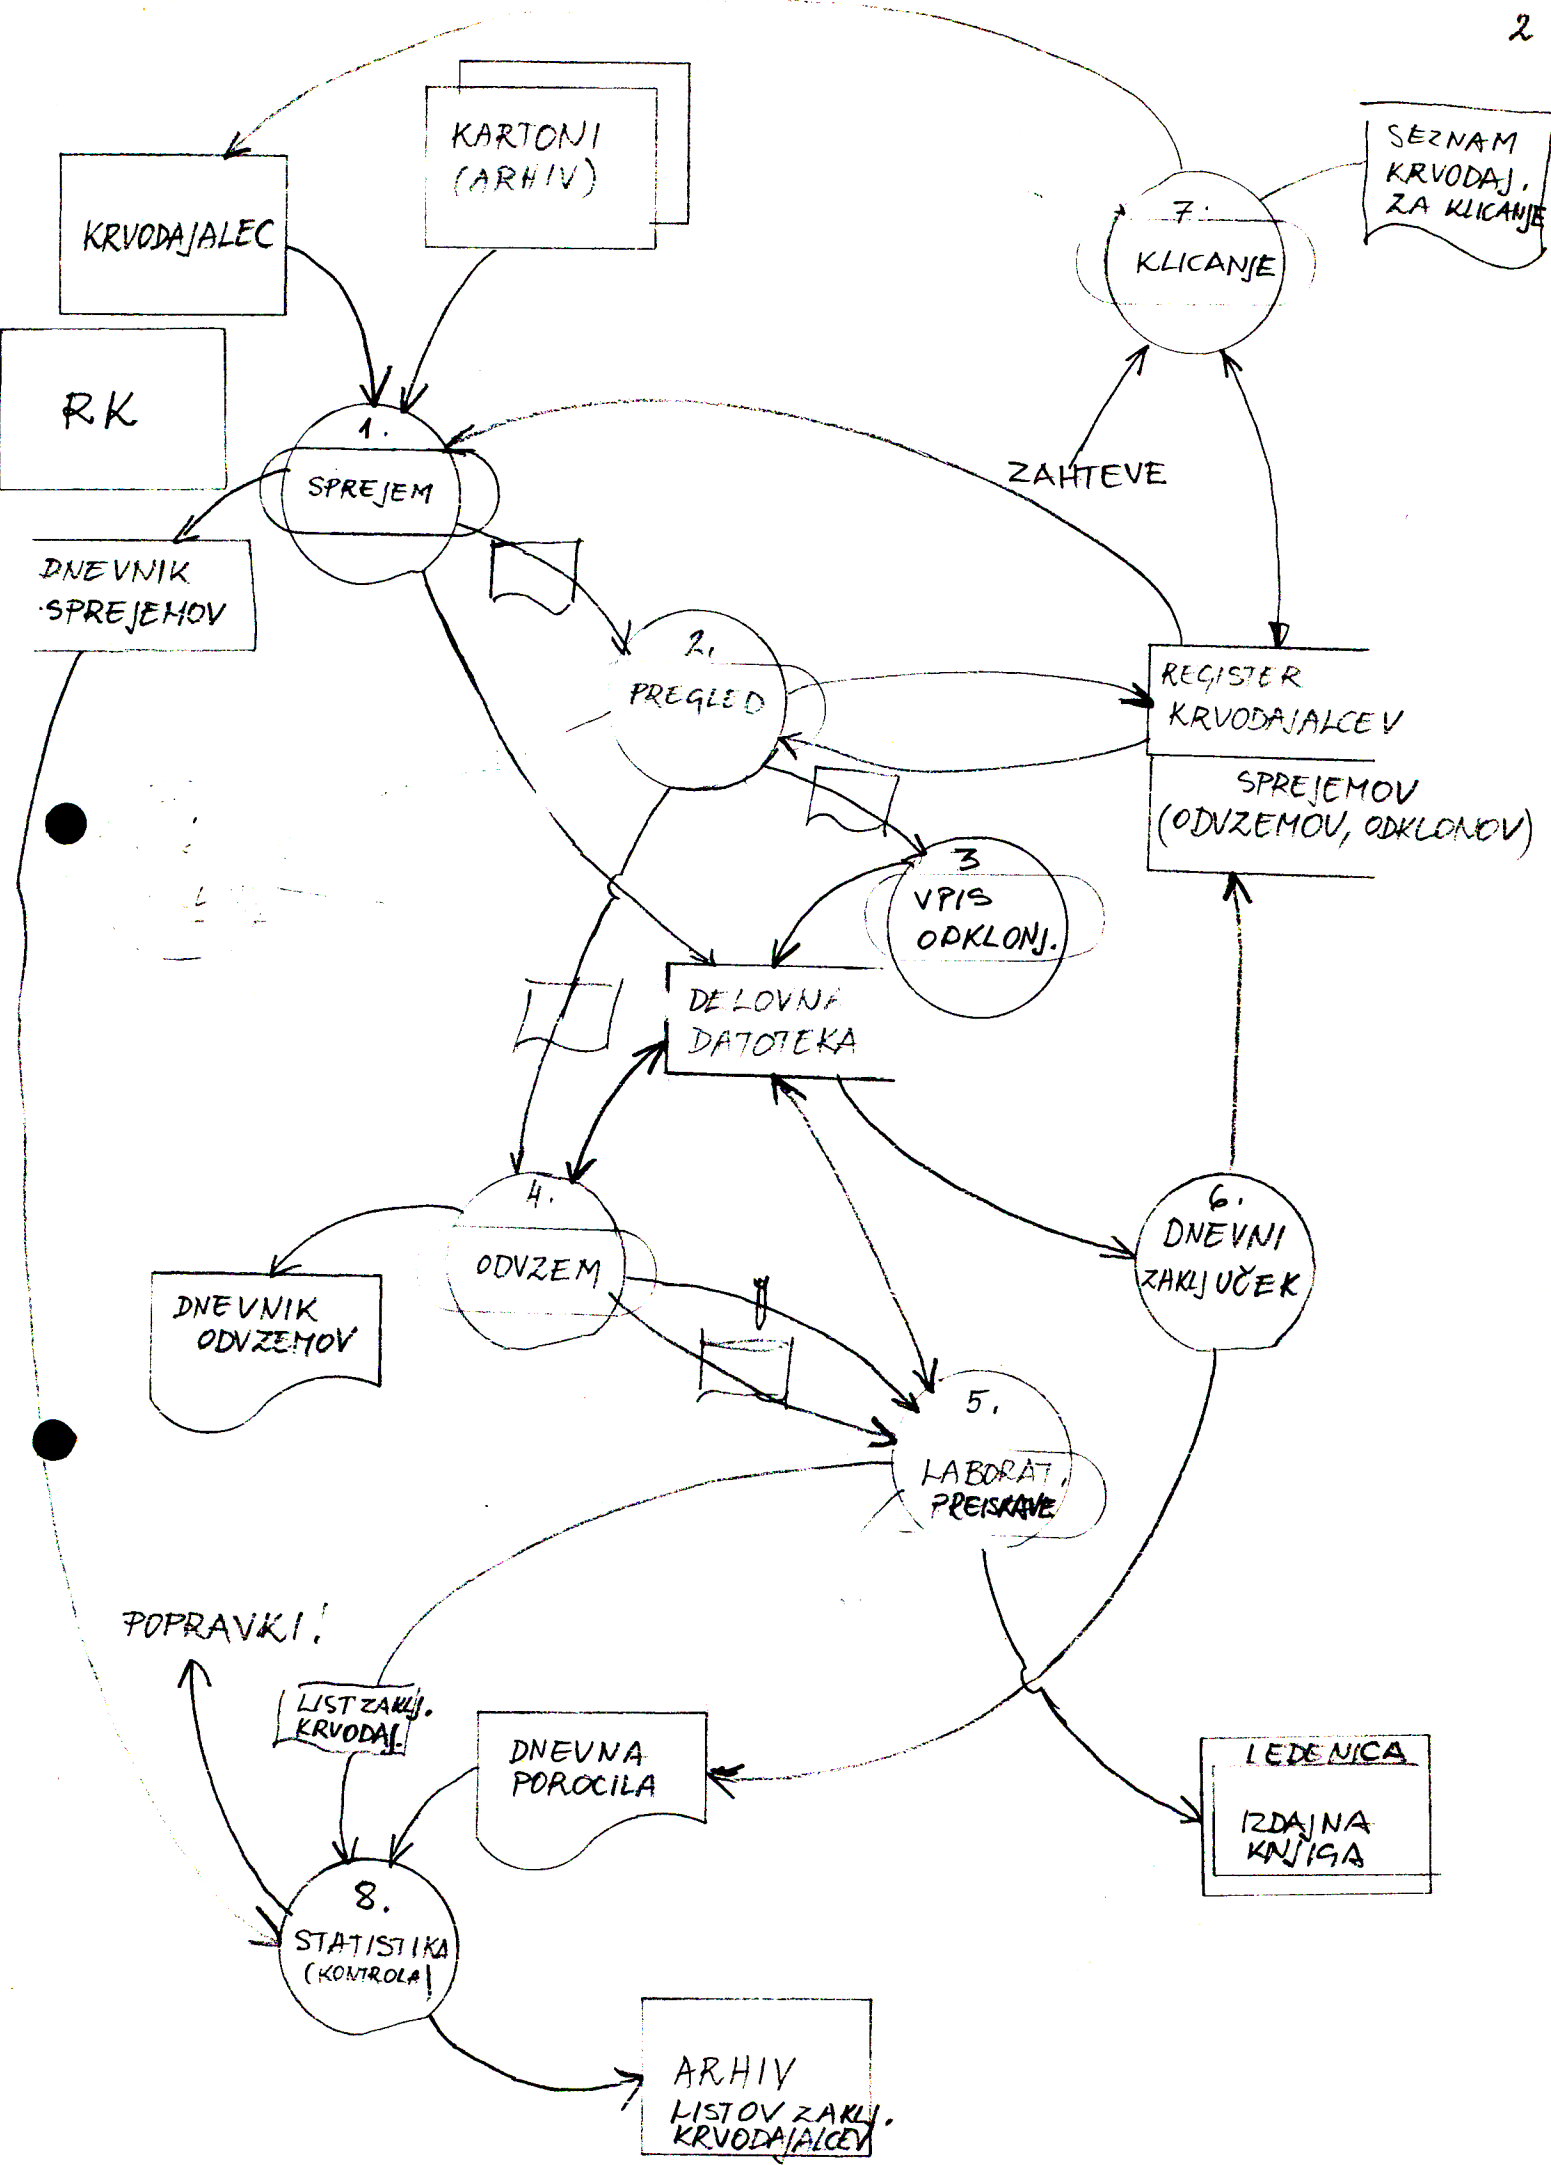 2
KARTONI
(ARHIV)
SEZNAM
KRVODAJ.
ZA KLICANJE
KRVODAJALEC
7.
KLICANJE
RK
1.
SPREJEM
ZAHTEVE
DNEVNIK
SPREJEMOV
2.
PREGLED
REGISTER
KRVODAJALCEV
SPREJEMOV
(ODVZEMOV, ODKLONOV)
3
VPIS
ODKLONJ.
DELOVNA
DATOTEKA
4.
ODVZEM
6.
DNEVNI
ZAKLJUČEK
DNEVNIK
ODVZEMOV
5.
LABORAT.
PREISKAVE
POPRAVKI!
LIST ZAKLJ.
KRVODAJ.
DNEVNA
POROCILA
LEDENICA
IZDAJNA
KNJIGA
8.
STATISTIKA
(KONTROLA)
ARHIV
LISTOV ZAKLJ.
KRVODAJALCEV